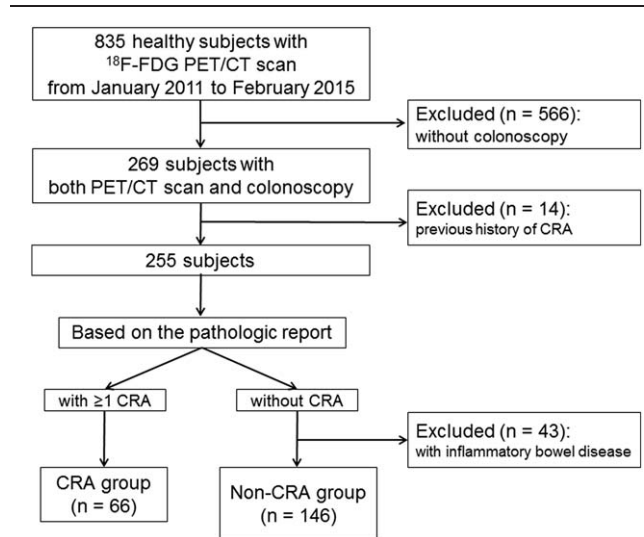 835 healthy subjects with
¹⁸F-FDG PET/CT scan
from January 2011 to February 2015
Excluded (n = 566):
without colonoscopy
269 subjects with
both PET/CT scan and colonoscopy
Excluded (n = 14):
previous history of CRA
255 subjects
Based on the pathologic report
with ≥1 CRA
without CRA
Excluded (n = 43):
with inflammatory bowel disease
CRA group
(n = 66)
Non-CRA group
(n = 146)